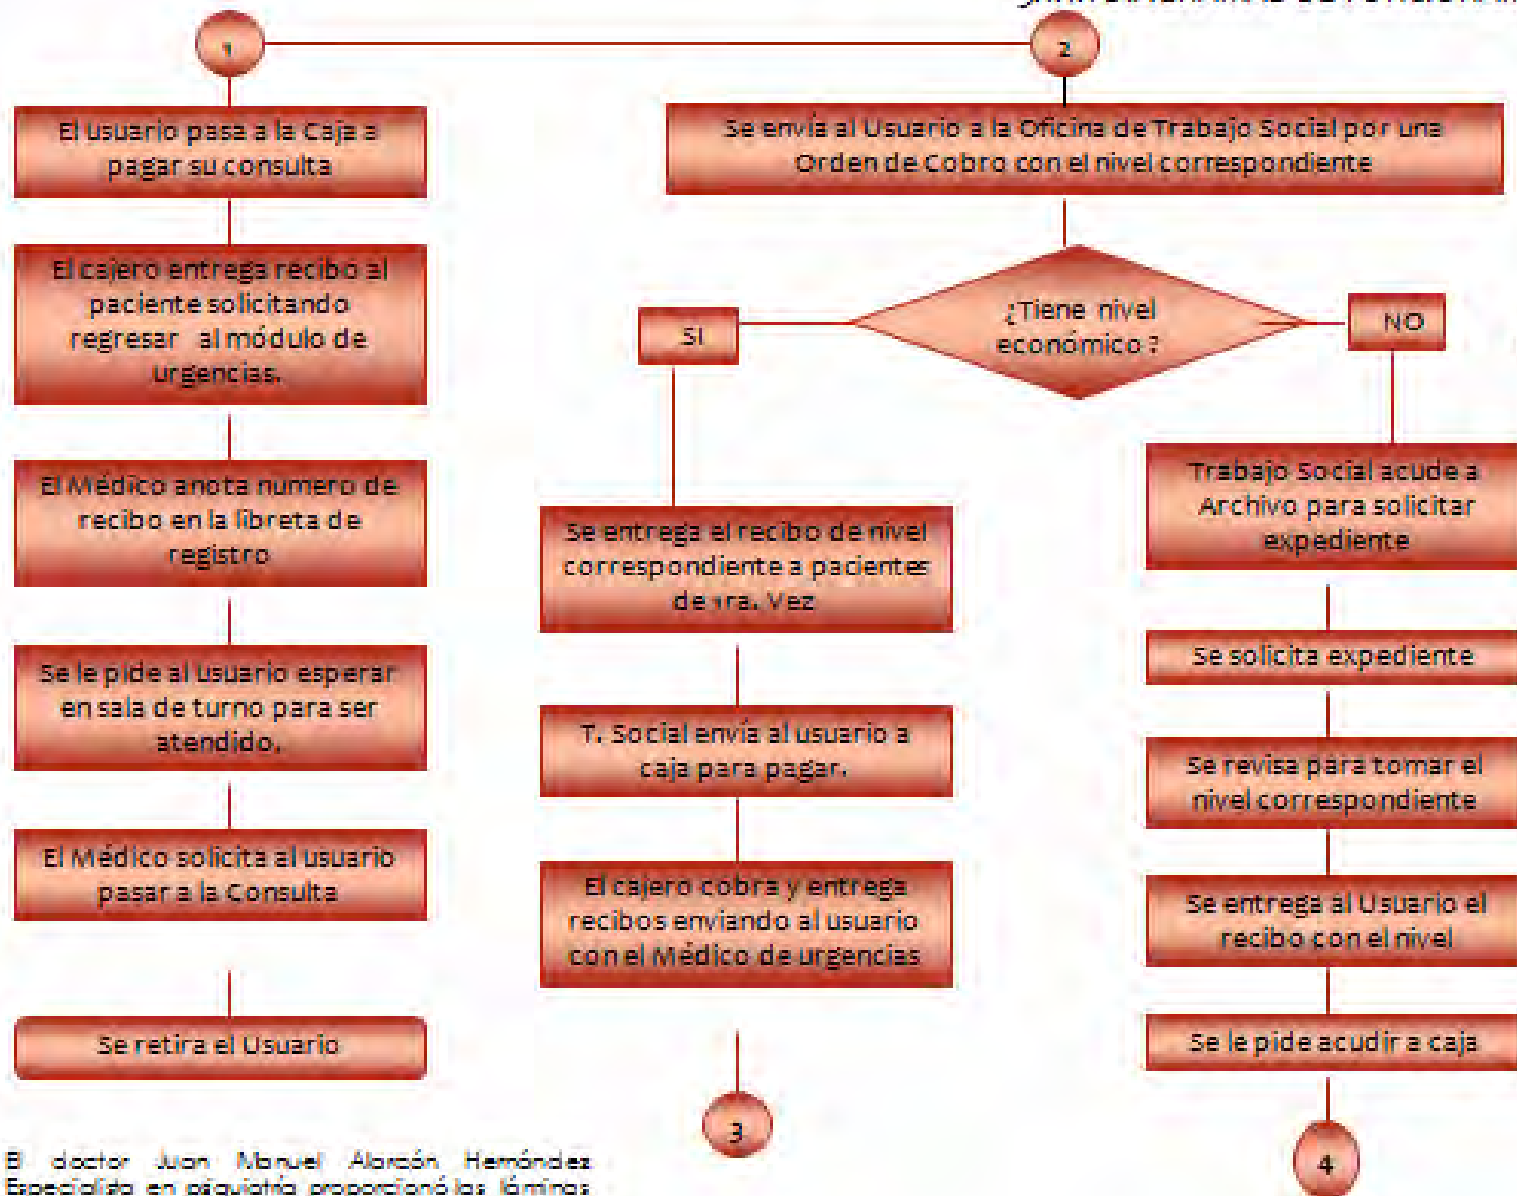 1
2
El usuario pasa a la Caja a
pagar su consulta
El cajero entrega recibo al
paciente solicitando
regresar al módulo de
urgencias.
El Médico anota numero de
recibo en la libreta de
registro
Se le pide al usuario esperar
en sala de turno para ser
atendido.
El Médico solicita al usuario
pasar a la Consulta
Se retira el Usuario
Se envía al Usuario a la Oficina de Trabajo Social por una
Orden de Cobro con el nivel correspondiente
¿Tiene nivel
económico?
SI
NO
Se entrega el recibo de nivel
correspondiente a pacientes
de 1ra. Vez
T. Social envía al usuario a
caja para pagar.
El cajero cobra y entrega
recibos enviando al usuario
con el Médico de urgencias
3
Trabajo Social acude a
Archivo para solicitar
expediente
Se solicita expediente
Se revisa para tomar el
nivel correspondiente
Se entrega al Usuario el
recibo con el nivel
Se le pide acudir a caja
4
El doctor Juan Manuel Alarcón Hernández
Especialista en psiquiatría proporcionó las láminas